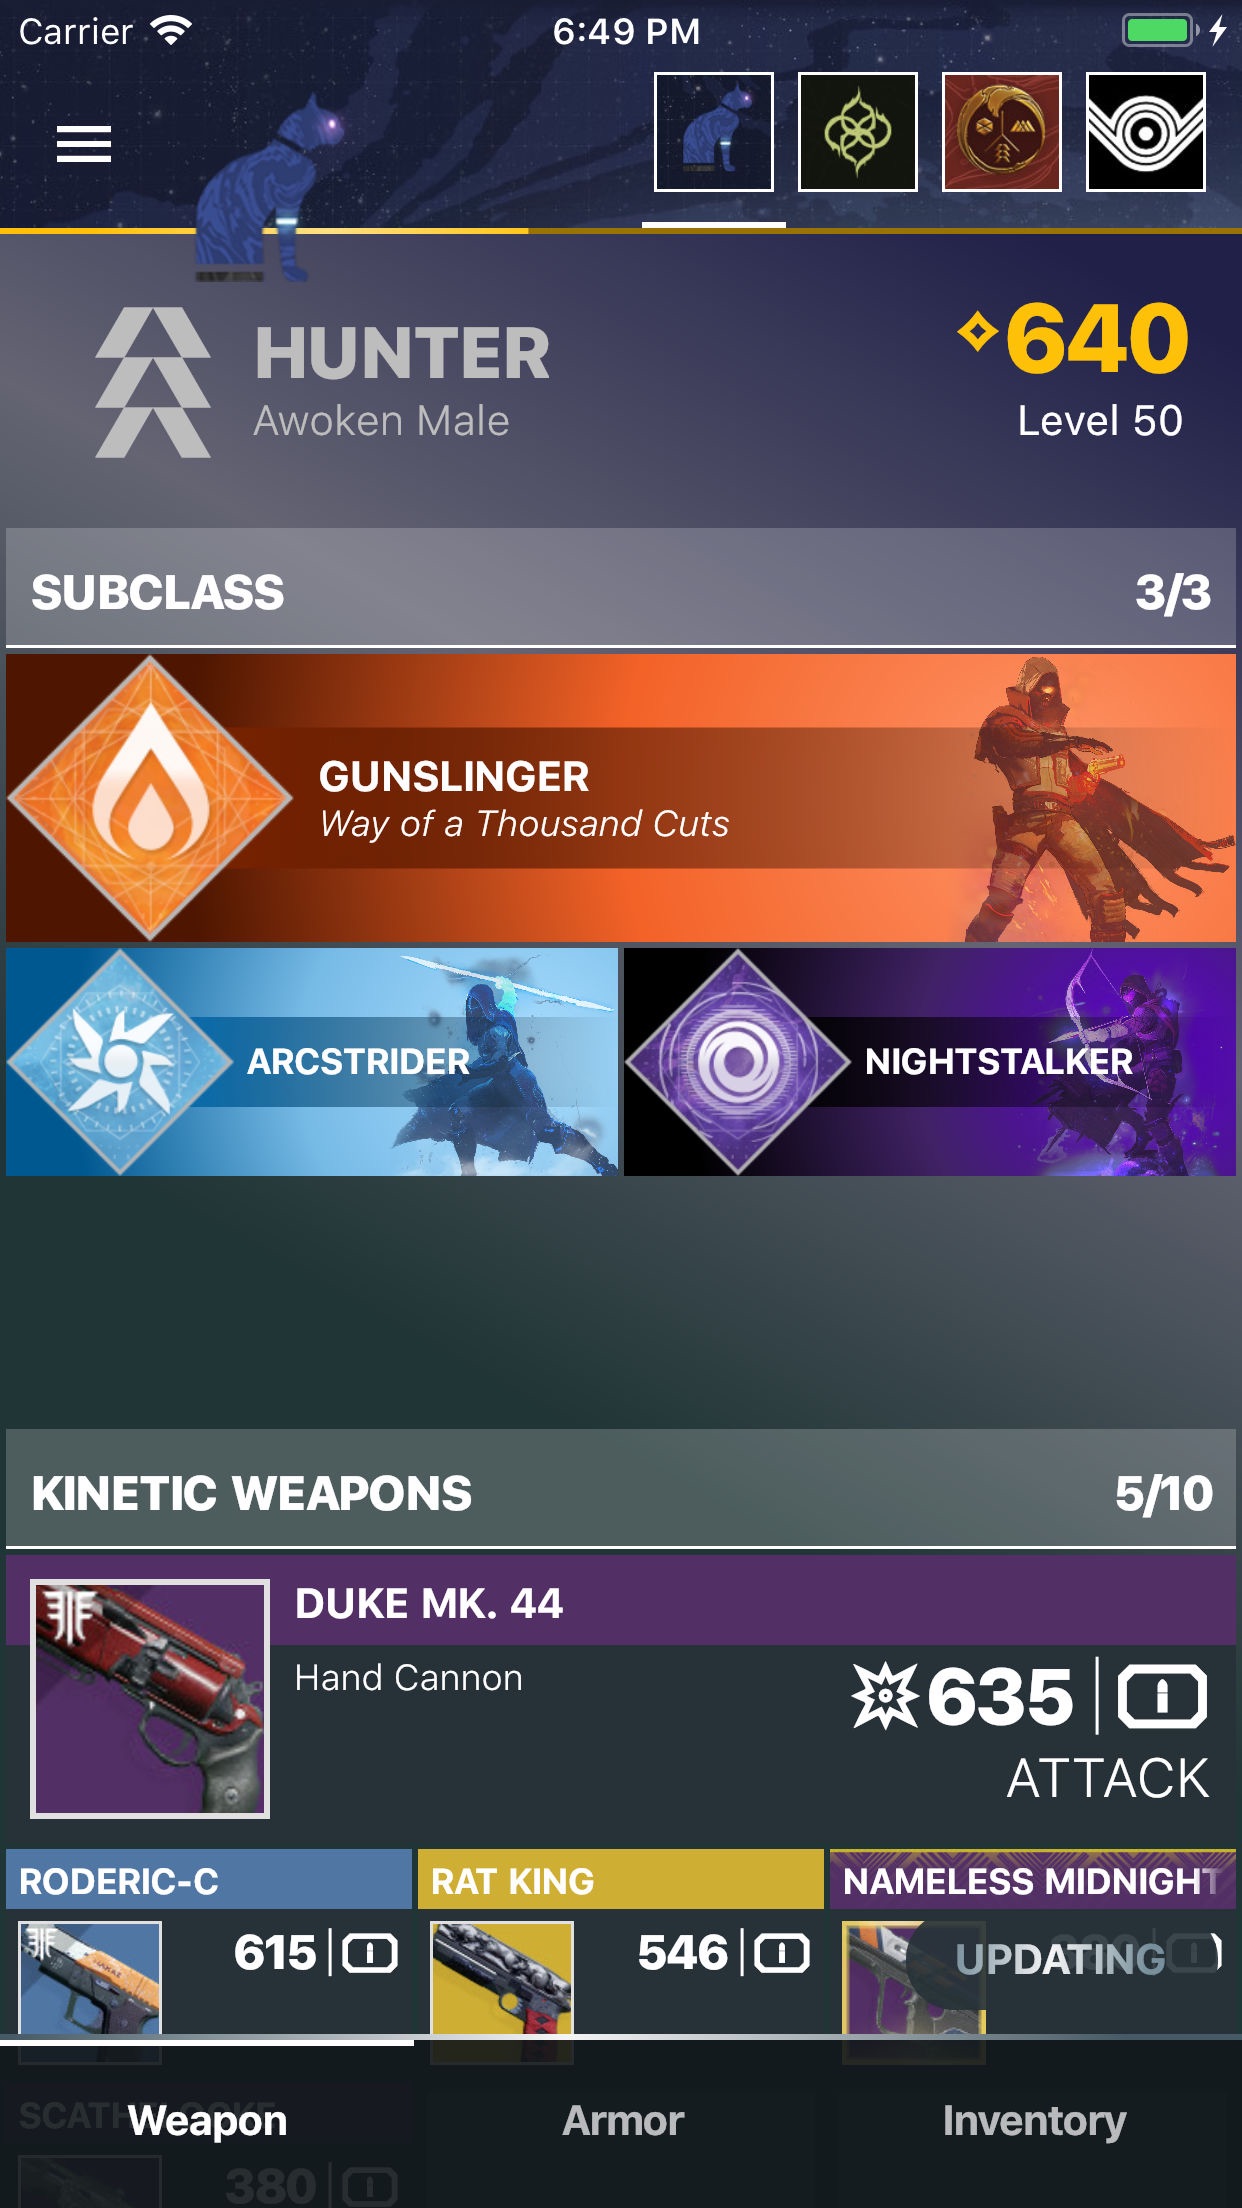 Carrier 6:49 PM
HUNTER
Awoken Male
640
Level 50
SUBCLASS 3/3
GUNSLINGER
Way of a Thousand Cuts
ARCSTRIDER
NIGHTSTALKER
KINETIC WEAPONS 5/10
DUKE MK. 44
Hand Cannon
635
ATTACK
RODERIC-C
RAT KING
NAMELESS MIDNIGHT
615
546
UPDATING
Weapon
Armor
Inventory
380